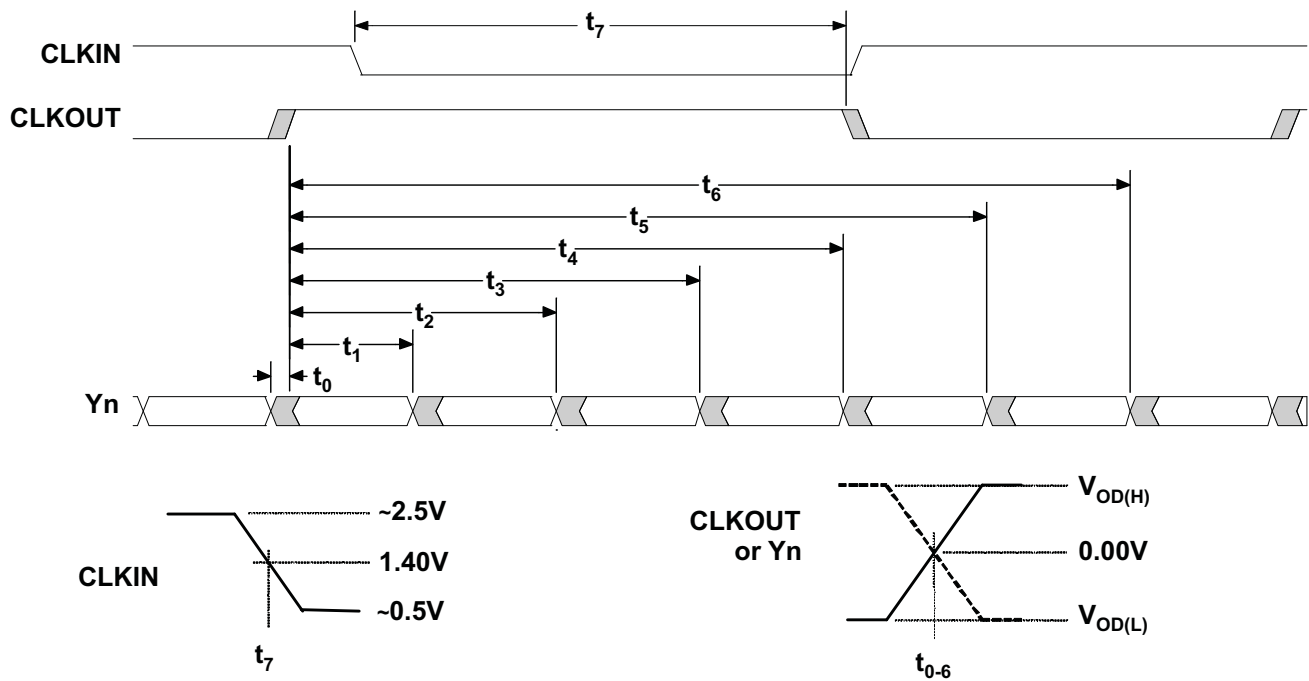 t7
CLKIN
CLKOUT
t6
t5
t4
t3
t2
t1
t0
Yn
CLKIN
~2.5V
1.40V
~0.5V
t7
CLKOUT
or Yn
VOD(H)
0.00V
VOD(L)
t0-6